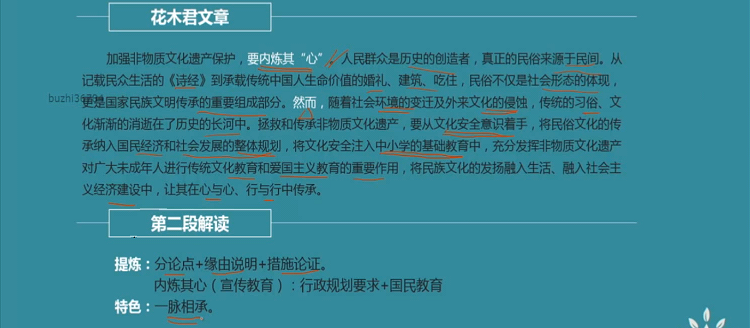 花木君文章
加强非物质文化遗产保护，要内炼其“心”。人民群众是历史的创造者，真正的民俗来源于民间。从
记载民众生活的《诗经》到承载传统中国人生命价值的婚礼、建筑、吃住，民俗不仅是社会形态的体现，
更是国家民族文明传承的重要组成部分。然而，随着社会环境的变迁及外来文化的侵蚀，传统的习俗、文
化渐渐的消逝在了历史的长河中。拯救和传承非物质文化遗产，要从文化安全意识着手，将民俗文化的传
承纳入国民经济和社会发展的整体规划，将文化安全注入中小学的基础教育中，充分发挥非物质文化遗产
对广大未成年人进行传统文化教育和爱国主义教育的重要作用，将民族文化的发扬融入生活、融入社会主
义经济建设中，让其在心与心、行与行中传承。
第二段解读
提炼：分论点+缘由说明+措施论证。
内炼其心（宣传教育）：行政规划要求+国民教育
特色：一脉相承。